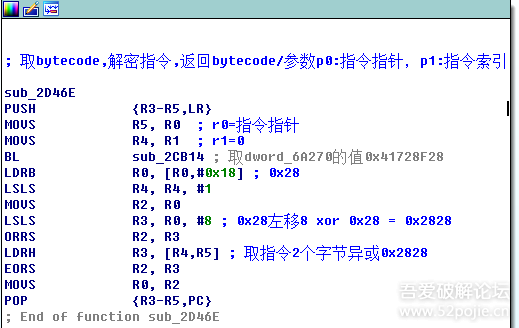 ; 取bytecode,解密指令,返回bytecode/参数p0:指令指针, p1:指令索引
sub_2D46E
PUSH {R3-R5,LR}
MOVS R5, R0 ; r0=指令指针
MOVS R4, R1 ; r1=0
BL sub_2CB14 ; 取dword_6A270的值0x41728F28
LDRB R0, [R0,#0x18] ; 0x28
LSLS R4, R4, #1
MOVS R2, R0
LSLS R3, R0, #8 ; 0x28左移8 xor 0x28 = 0x2828
ORRS R2, R3
LDRH R3, [R4,R5] ; 取指令2个字节异或0x2828
EORS R2, R3
MOVS R0, R2
POP {R3-R5,PC}
; End of function sub_2D46E
吾爱破解论坛
www.52pojie.cn